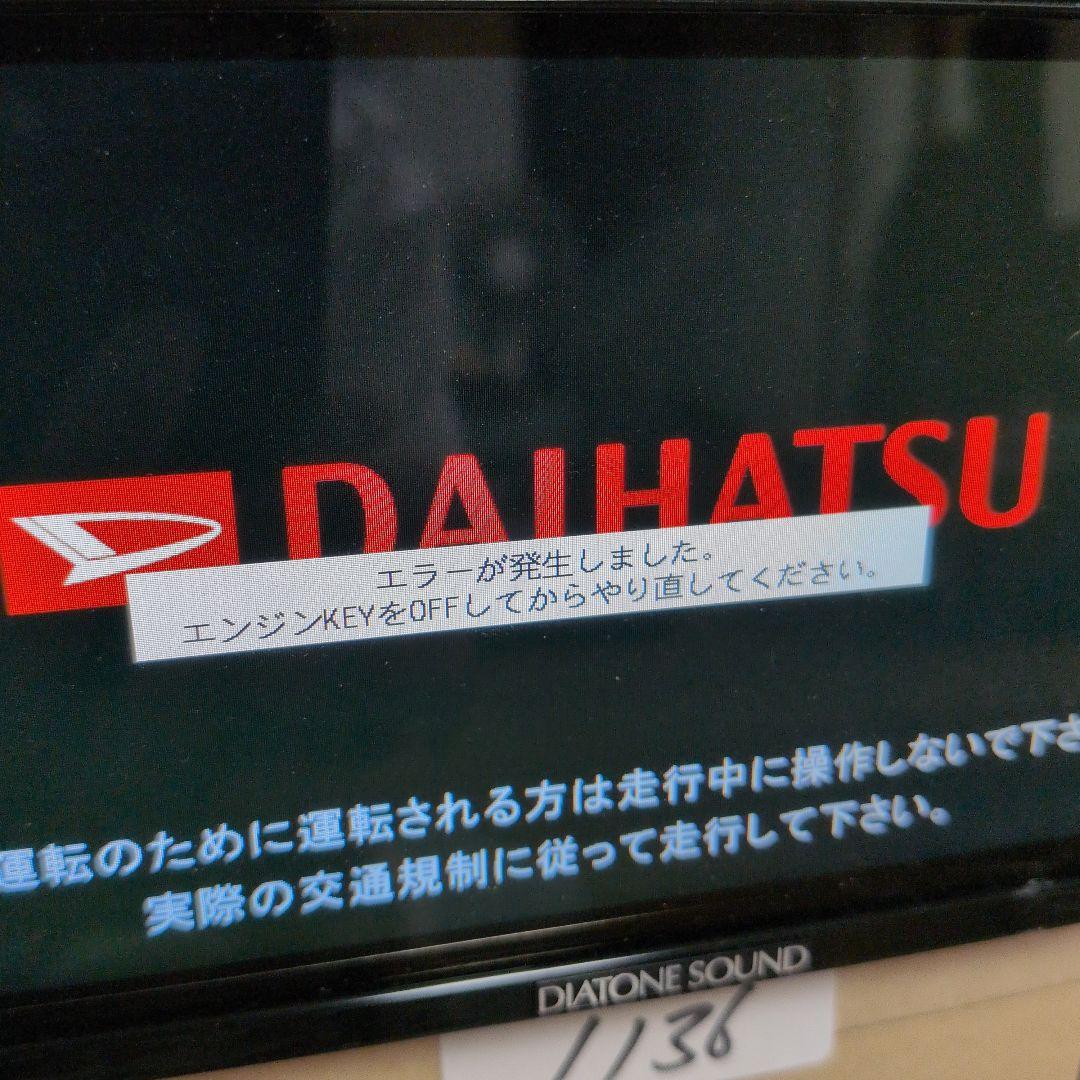 DAIHATSU
エラーが発生しました。
エンジンKEYをOFFしてからやり直してください。
運転のために運転される方は走行中に操作しないで下さ
実際の交通規制に従って走行して下さい。
DIATONE SOUND
1136